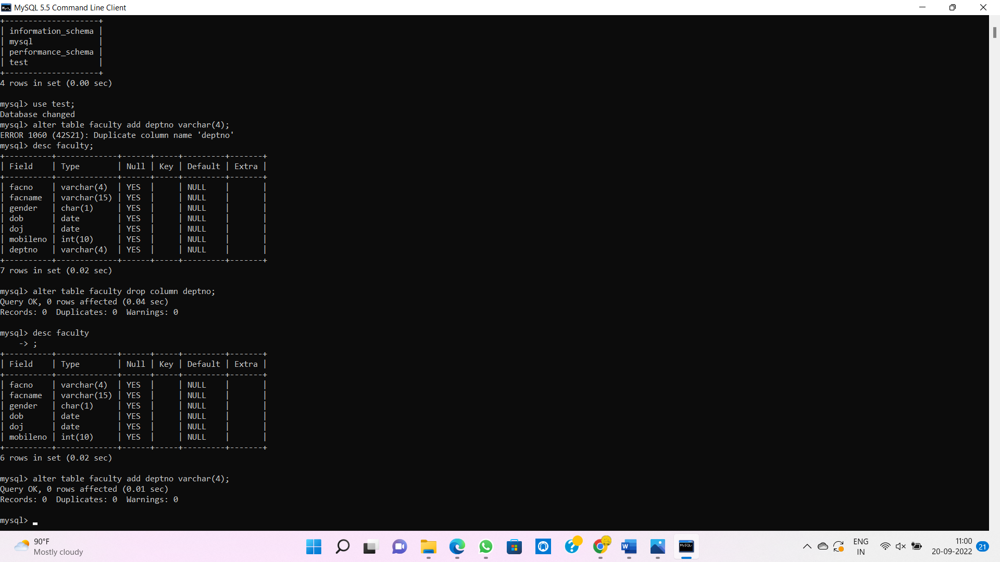 MySQL 5.5 Command Line Client
+--------------------+
| information_schema |
| mysql              |
| performance_schema |
| test               |
+--------------------+
4 rows in set (0.00 sec)

mysql> use test;
Database changed
mysql> alter table faculty add deptno varchar(4);
ERROR 1060 (42S21): Duplicate column name 'deptno'
mysql> desc faculty;
+----------+-------------+------+-----+---------+-------+
| Field    | Type        | Null | Key | Default | Extra |
+----------+-------------+------+-----+---------+-------+
| facno    | varchar(4)  | YES  |     | NULL    |       |
| facname  | varchar(15) | YES  |     | NULL    |       |
| gender   | char(1)     | YES  |     | NULL    |       |
| dob      | date        | YES  |     | NULL    |       |
| doj      | date        | YES  |     | NULL    |       |
| mobileno | int(10)     | YES  |     | NULL    |       |
| deptno   | varchar(4)  | YES  |     | NULL    |       |
+----------+-------------+------+-----+---------+-------+
7 rows in set (0.02 sec)

mysql> alter table faculty drop column deptno;
Query OK, 0 rows affected (0.04 sec)
Records: 0  Duplicates: 0  Warnings: 0

mysql> desc faculty
    -> ;
+----------+-------------+------+-----+---------+-------+
| Field    | Type        | Null | Key | Default | Extra |
+----------+-------------+------+-----+---------+-------+
| facno    | varchar(4)  | YES  |     | NULL    |       |
| facname  | varchar(15) | YES  |     | NULL    |       |
| gender   | char(1)     | YES  |     | NULL    |       |
| dob      | date        | YES  |     | NULL    |       |
| doj      | date        | YES  |     | NULL    |       |
| mobileno | int(10)     | YES  |     | NULL    |       |
+----------+-------------+------+-----+---------+-------+
6 rows in set (0.02 sec)

mysql> alter table faculty add deptno varchar(4);
Query OK, 0 rows affected (0.01 sec)
Records: 0  Duplicates: 0  Warnings: 0

mysql> _
90°F
Mostly cloudy
ENG
IN
11:00
20-09-2022
21